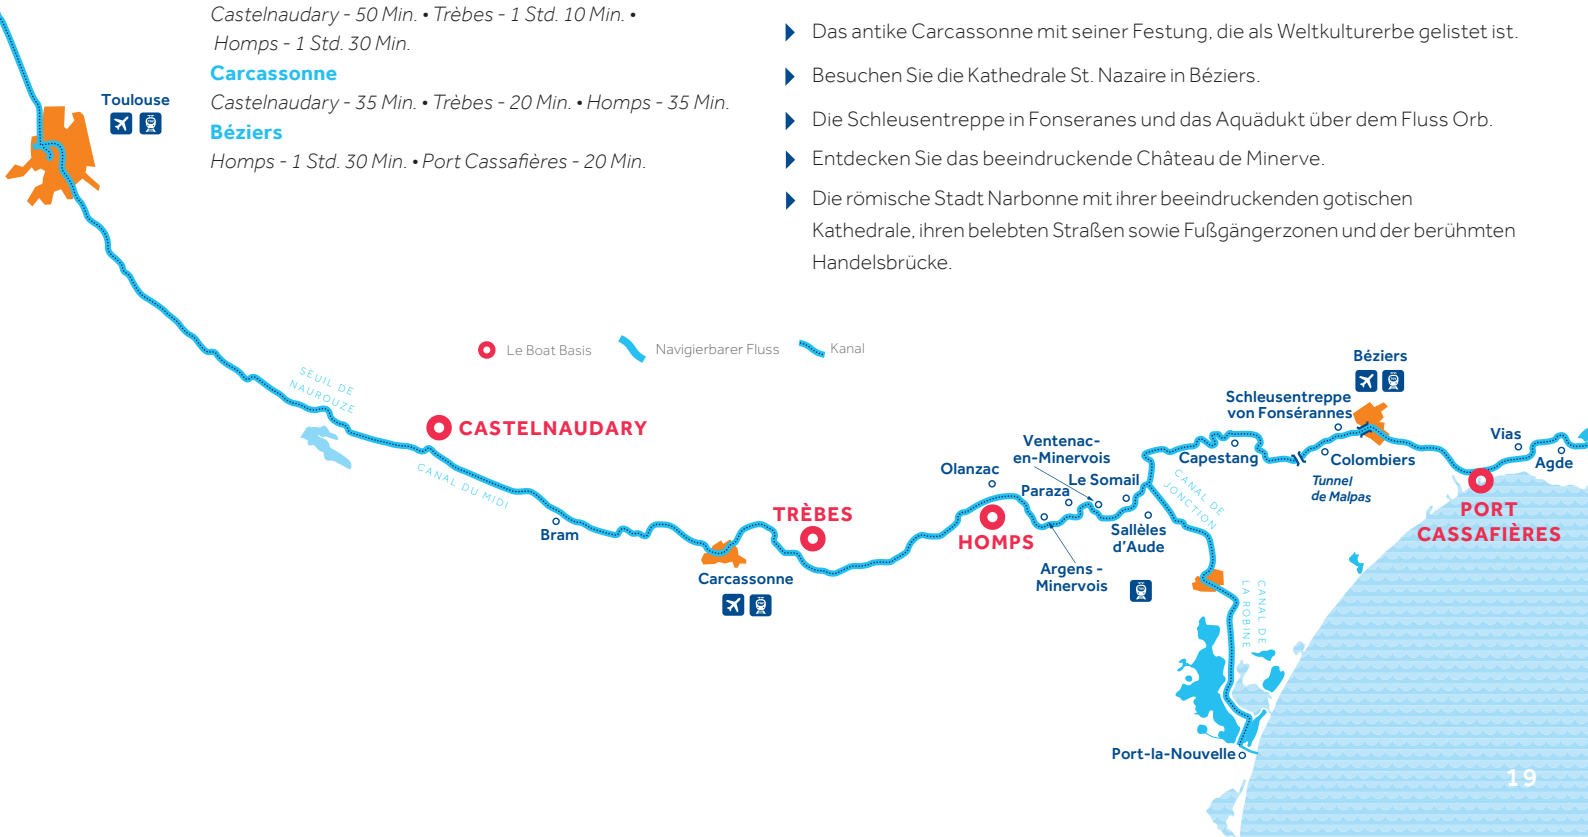 Castelnaudary - 50 Min. • Trèbes - 1 Std. 10 Min. •
Homps - 1 Std. 30 Min.
Carcassonne
Castelnaudary - 35 Min. • Trèbes - 20 Min. • Homps - 35 Min.
Béziers
Homps - 1 Std. 30 Min. • Port Cassafières - 20 Min.
Das antike Carcassonne mit seiner Festung, die als Weltkulturerbe gelistet ist.
Besuchen Sie die Kathedrale St. Nazaire in Béziers.
Die Schleusentreppe in Fonseranes und das Aquädukt über dem Fluss Orb.
Entdecken Sie das beeindruckende Château de Minerve.
Die römische Stadt Narbonne mit ihrer beeindruckenden gotischen
Kathedrale, ihren belebten Straßen sowie Fußgängerzonen und der berühmten
Handelsbrücke.
Toulouse
Le Boat Basis
Navigierbarer Fluss
Kanal
SEUIL DE
NAUROUZE
CASTELNAUDARY
CANAL DU MIDI
Bram
Carcassonne
TRÈBES
Olanzac
HOMPS
Paraza
Ventenac-
en-Minervois
Le Somail
Argens -
Minervois
Sallèles
d'Aude
CANAL DE
JONCTION
Capestang
Schleusentreppe
von Fonsérannes
Béziers
Colombiers
Tunnel
de Malpas
Vias
Agde
PORT
CASSAFIÈRES
CANAL DE
LA ROBINE
Port-la-Nouvelle
19